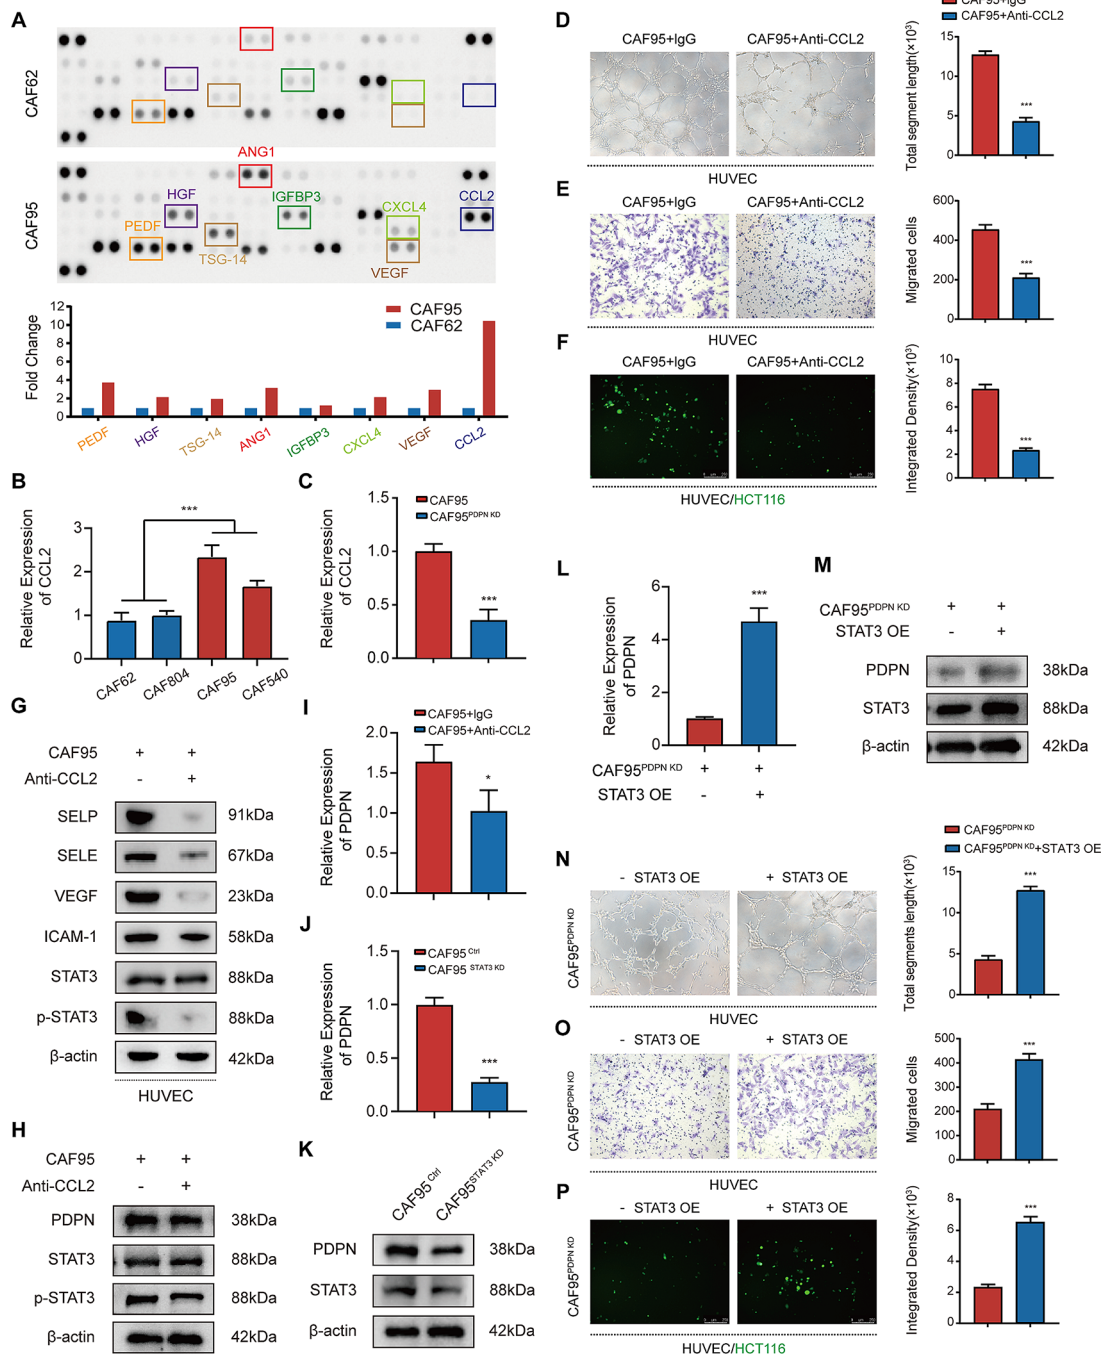 A
CAF62
CAF95
ANG1
HGF
IGFBP3
CCL2
CXCL4
PEDF
TSG-14
VEGF
Fold Change
12
10
8
6
4
2
0
CAF95
CAF62
PEDF
HGF
TSG-14
ANG1
IGFBP3
CXCL4
VEGF
CCL2
B
Relative Expression
of CCL2
3
2
1
0
***
CAF62
CAF804
CAF95
CAF540
C
Relative Expression
of CCL2
1.5
1.0
0.5
0.0
CAF95
CAF95PDPN KD
***
D
CAF95+IgG
CAF95+Anti-CCL2
HUVEC
CAF95+IgG
CAF95+Anti-CCL2
Total segment length(×10³)
15
10
5
0
***
E
CAF95+IgG
CAF95+Anti-CCL2
HUVEC
Migrated cells
600
400
200
0
***
F
CAF95+IgG
CAF95+Anti-CCL2
HUVEC/HCT116
Integrated Density(×10³)
10
8
6
4
2
0
***
G
CAF95 + +
Anti-CCL2 - +
SELP 91kDa
SELE 67kDa
VEGF 23kDa
ICAM-1 58kDa
STAT3 88kDa
p-STAT3 88kDa
β-actin 42kDa
HUVEC
H
CAF95 + +
Anti-CCL2 - +
PDPN 38kDa
STAT3 88kDa
p-STAT3 88kDa
β-actin 42kDa
I
CAF95+IgG
CAF95+Anti-CCL2
Relative Expression
of PDPN
2.0
1.5
1.0
0.5
0.0
*
J
Relative Expression
of PDPN
1.5
1.0
0.5
0.0
CAF95 Ctrl
CAF95 STAT3 KD
***
K
CAF95 Ctrl
CAF95STAT3 KD
PDPN 38kDa
STAT3 88kDa
β-actin 42kDa
L
Relative Expression
of PDPN
6
4
2
0
***
CAF95PDPN KD + +
STAT3 OE - +
M
CAF95PDPN KD + +
STAT3 OE - +
PDPN 38kDa
STAT3 88kDa
β-actin 42kDa
N
- STAT3 OE
+ STAT3 OE
CAF95PDPN KD
HUVEC
CAF95PDPN KD
CAF95PDPN KD+STAT3 OE
Total segments length(×10³)
15
10
5
0
***
O
- STAT3 OE
+ STAT3 OE
CAF95PDPN KD
HUVEC
Migrated cells
500
400
300
200
100
0
***
P
- STAT3 OE
+ STAT3 OE
CAF95PDPN KD
HUVEC/HCT116
Integrated Density(×10³)
8
6
4
2
0
***